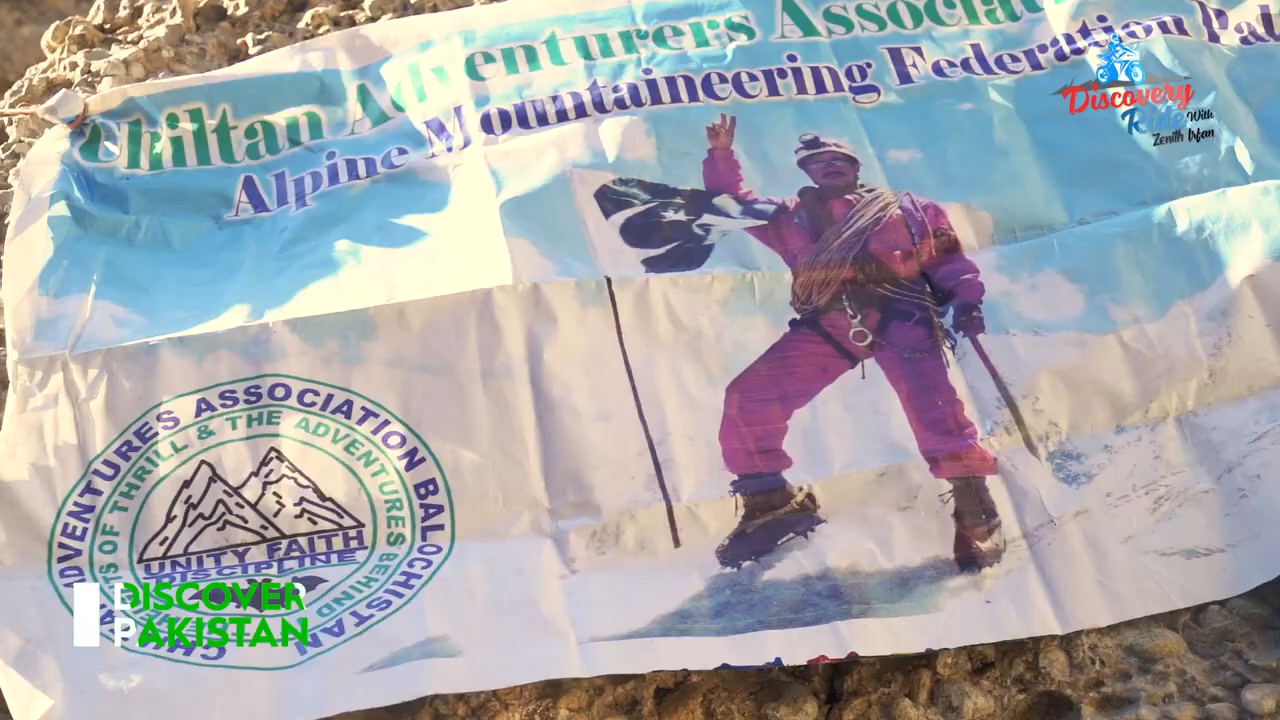 Chiltan Adventurers Associat
Alpine Mountaineering Federation Pak
Discovery
Ride With
Zenith Irfan
ADVENTURES ASSOCIATION BALOCHISTAN
OF THRILL & THE ADVENTURES BEHIND
UNITY FAITH
DISCIPLINE
DISCOVER
PAKISTAN